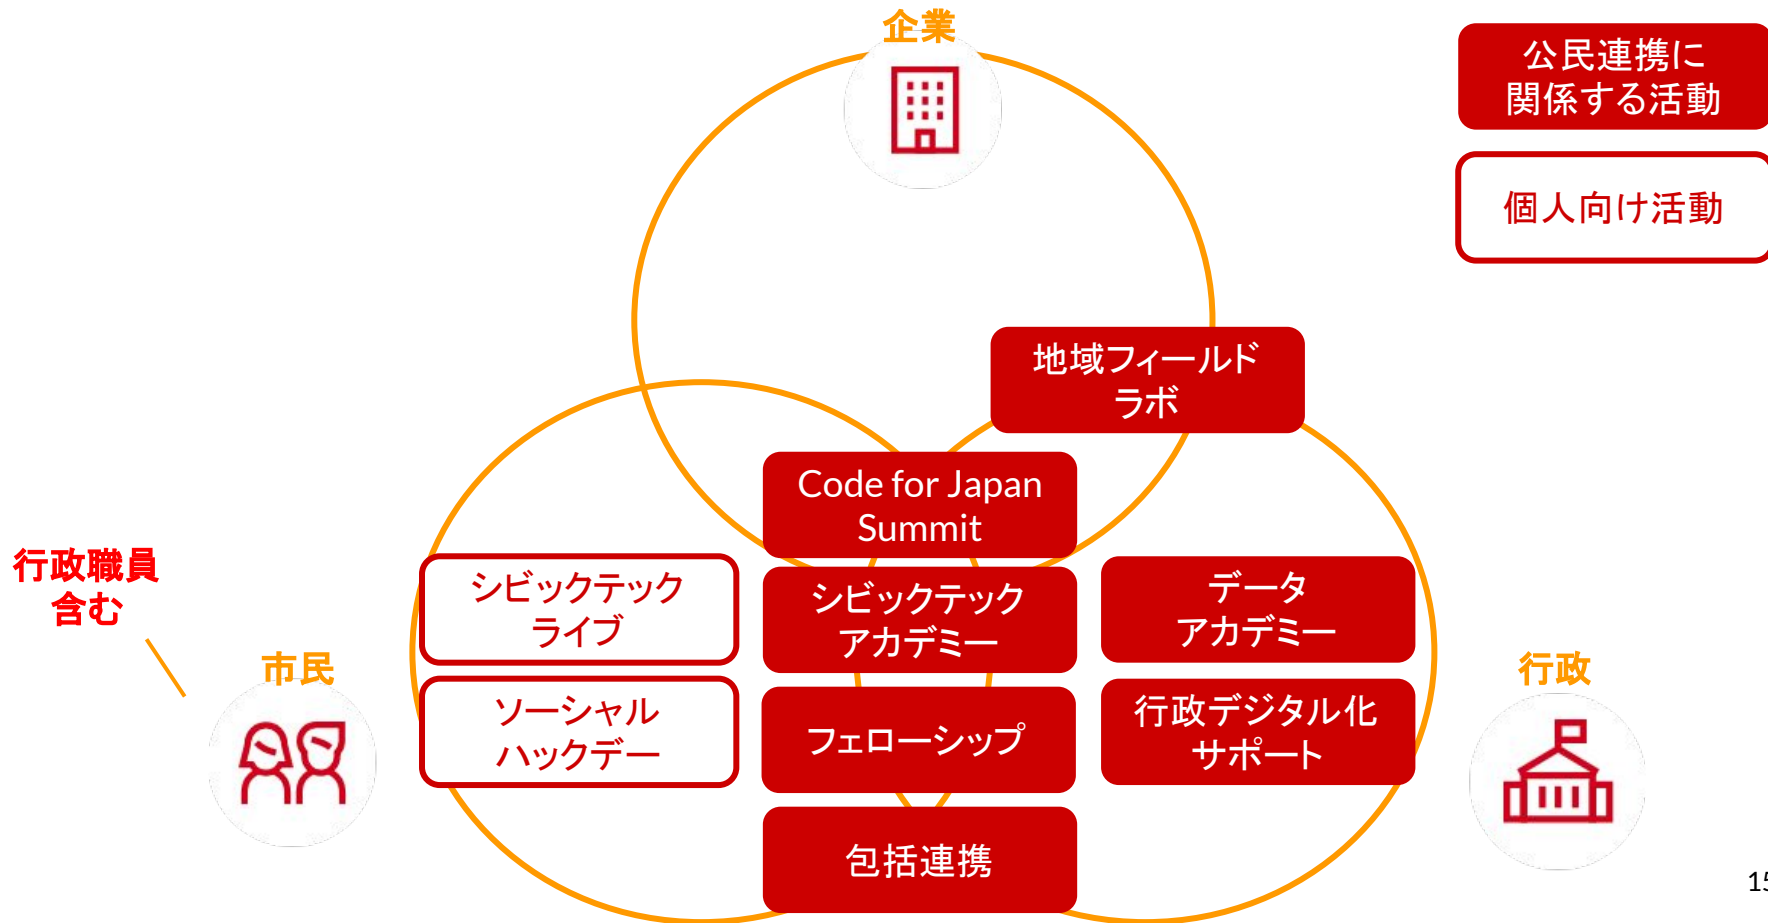 企業
公民連携に
関係する活動
個人向け活動
地域フィールド
ラボ
Code for Japan
Summit
行政職員
含む
シビックテック
ライブ
シビックテック
アカデミー
データ
アカデミー
市民
行政
ソーシャル
ハックデー
フェローシップ
行政デジタル化
サポート
包括連携
15